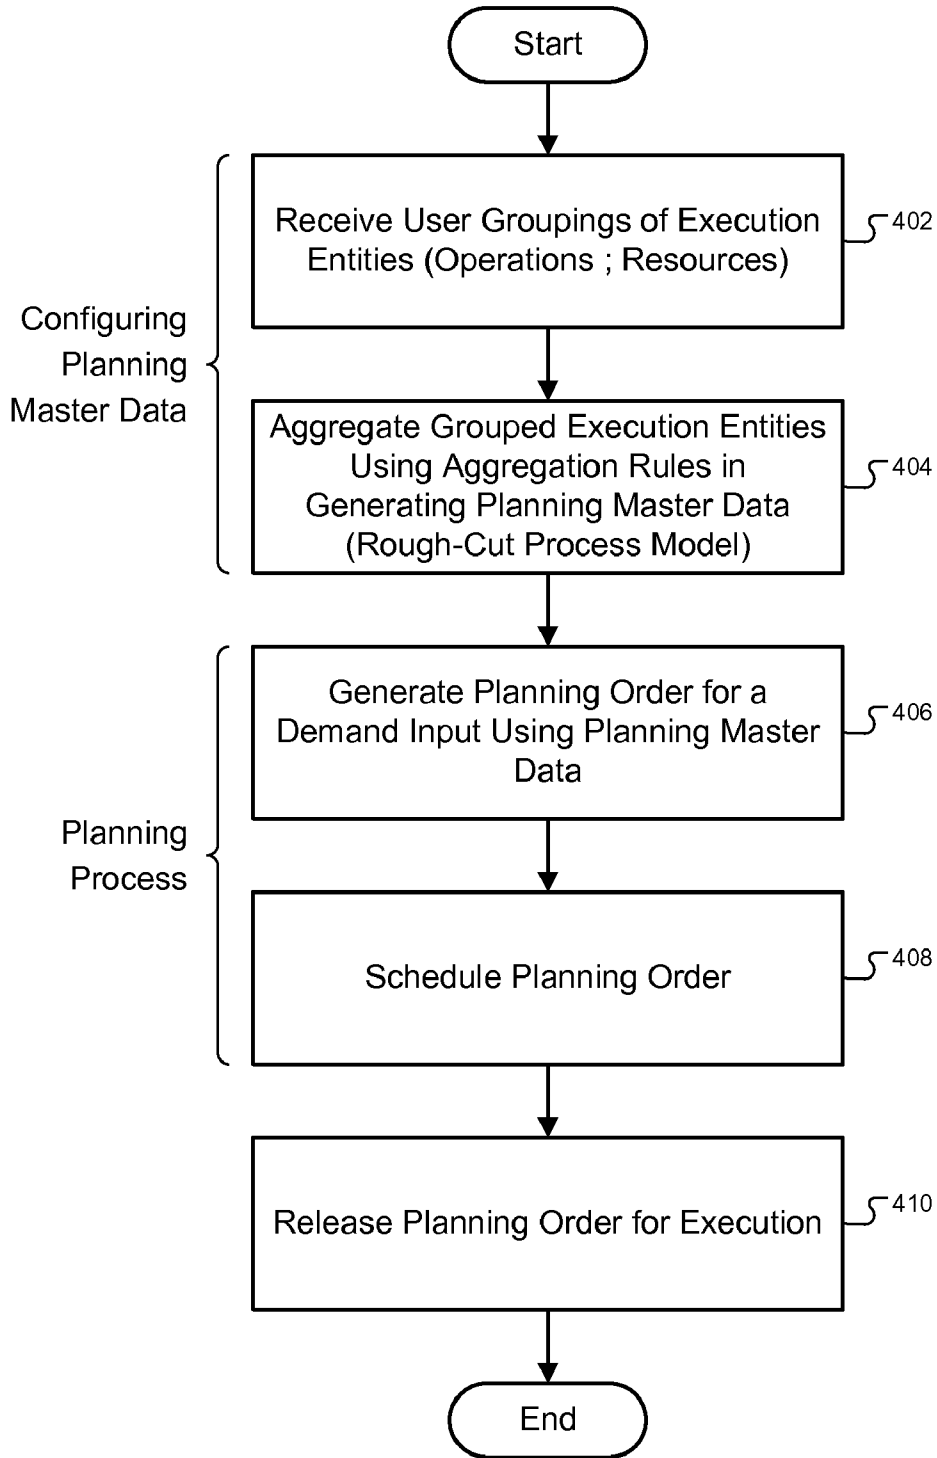 Start
Receive User Groupings of Execution
Entities (Operations ; Resources)
402
Configuring
Planning
Master Data
Aggregate Grouped Execution Entities
Using Aggregation Rules in
Generating Planning Master Data
(Rough-Cut Process Model)
404
Generate Planning Order for a
Demand Input Using Planning Master
Data
406
Planning
Process
Schedule Planning Order
408
Release Planning Order for Execution
410
End